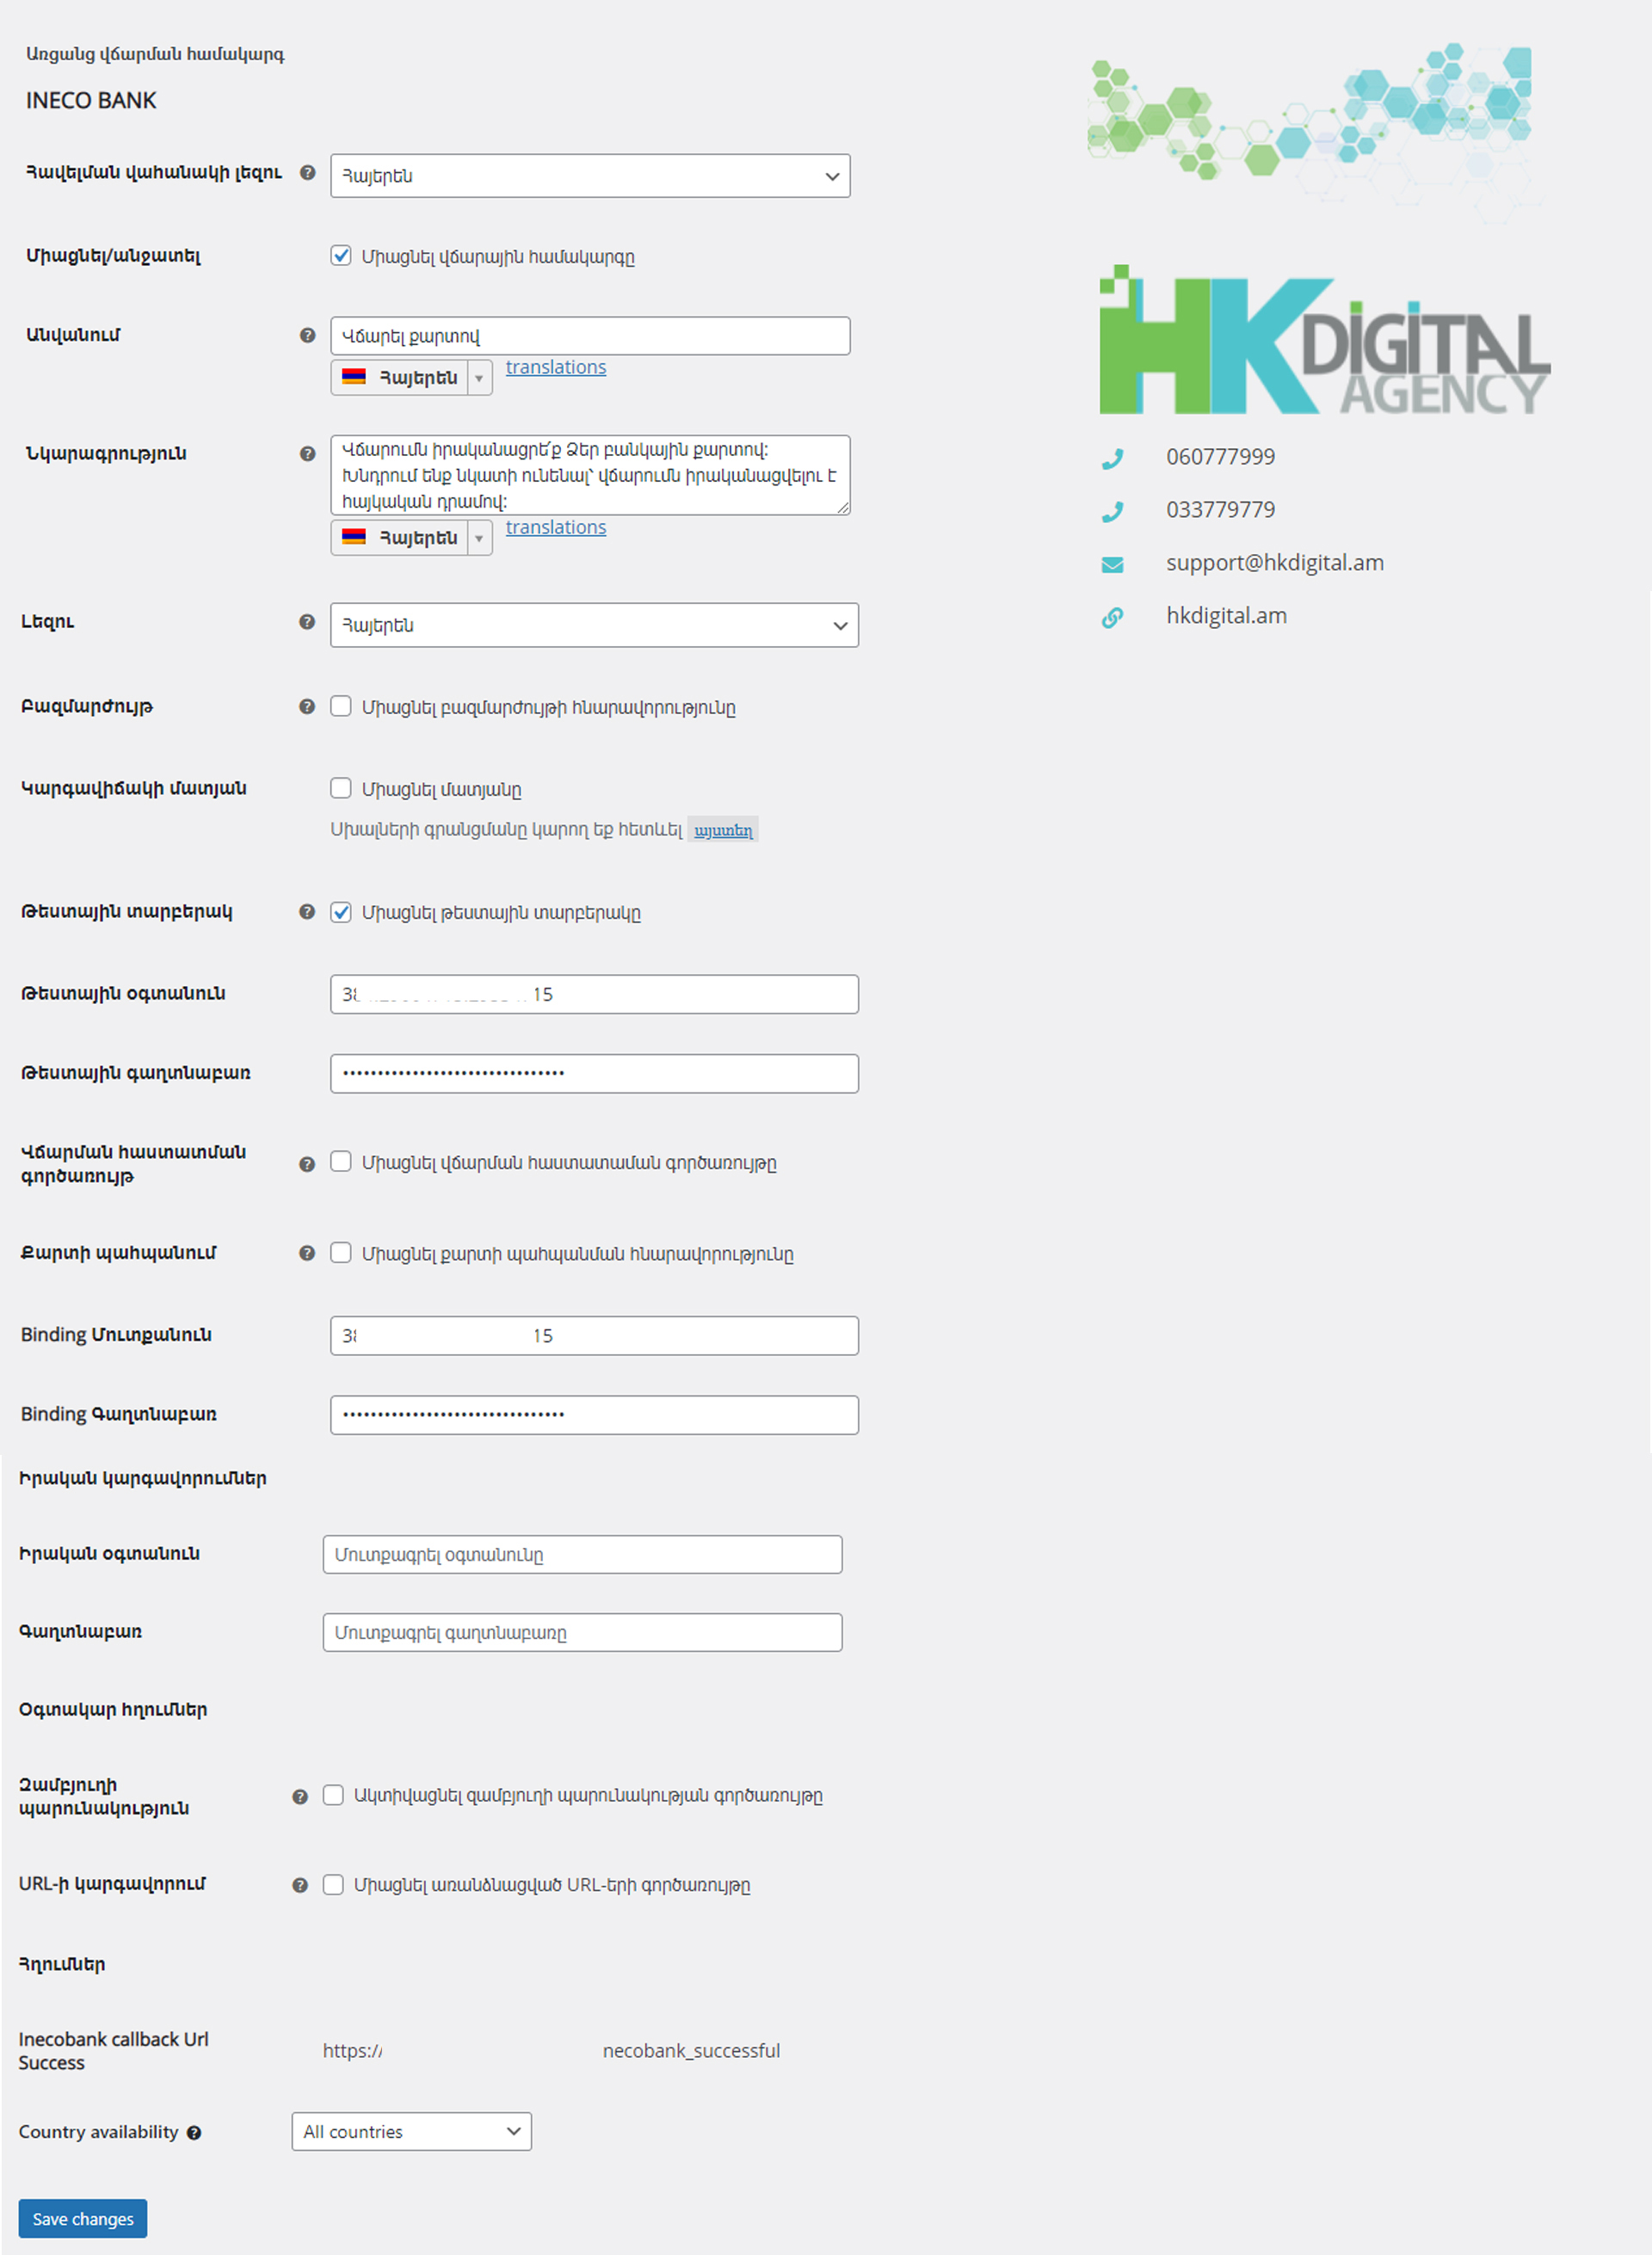 Առցանց վճարման համակարգ
INECO BANK
Հավելման վահանակի լեզու
Հայերեն
Միացնել/անջատել
Միացնել վճարային համակարգը
Անվանում
Վճարել քարտով
Հայերեն
translations
Նկարագրություն
Վճարումն իրականացրե՛ք Ձեր բանկային քարտով:
Խնդրում ենք նկատի ունենալ՝ վճարումն իրականացվելու է
հայկական դրամով:
Հայերեն
translations
Լեզու
Հայերեն
Բազմարժույթ
Միացնել բազմարժույթի հնարավորությունը
Կարգավիճակի մատյան
Միացնել մատյանը
Սխալների գրանցմանը կարող եք հետևել այստեղ
Թեստային տարբերակ
Միացնել թեստային տարբերակը
Թեստային օգտանուն
38 15
Թեստային գաղտնաբառ
Վճարման հաստատման
գործառույթ
Միացնել վճարման հաստատաման գործառույթը
Քարտի պահպանում
Միացնել քարտի պահպանման հնարավորությունը
Binding Մուտքանուն
38 15
Binding Գաղտնաբառ
Իրական կարգավորումներ
Իրական օգտանուն
Մուտքագրել օգտանունը
Գաղտնաբառ
Մուտքագրել գաղտնաբառը
Օգտակար հղումներ
Զամբյուղի
պարունակություն
Ակտիվացնել զամբյուղի պարունակության գործառույթը
URL-ի կարգավորում
Միացնել առանձնացված URL-երի գործառույթը
Հղումներ
Inecobank callback Url
Success
https:// necobank_successful
Country availability
All countries
Save changes
HK DIGITAL
AGENCY
060777999
033779779
support@hkdigital.am
hkdigital.am